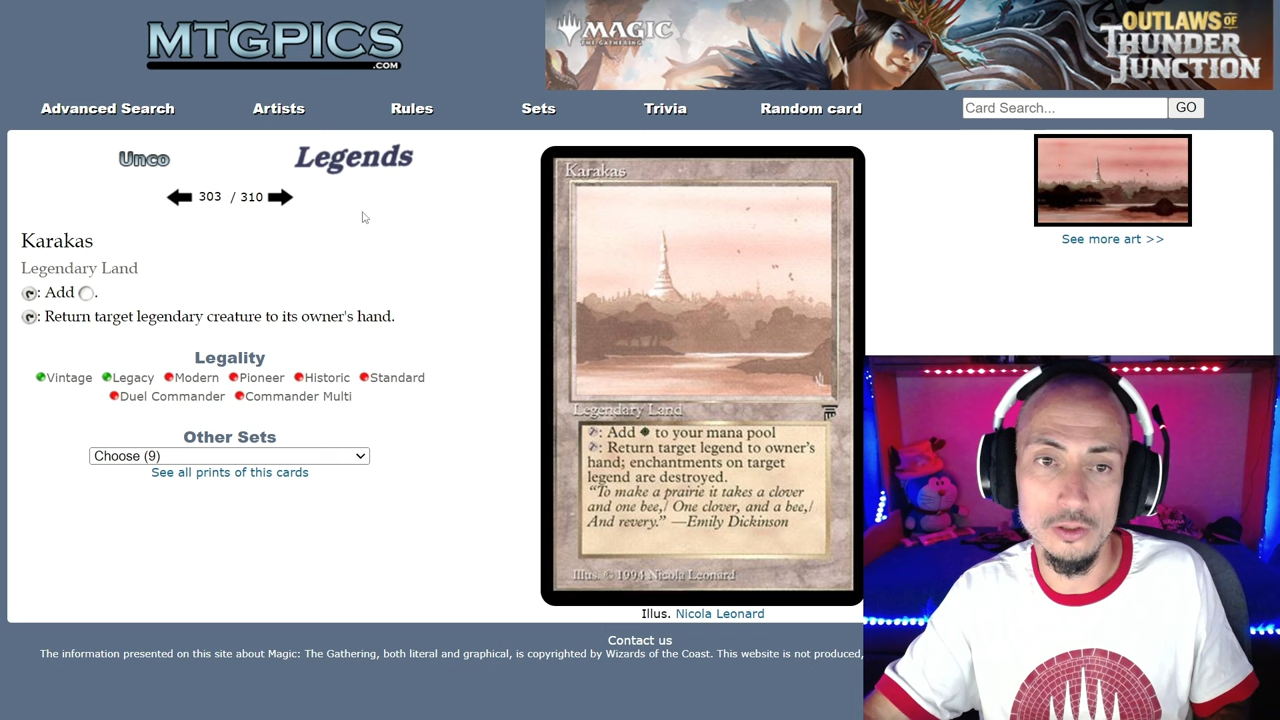 MTGPICS
.COM
MAGIC
THE GATHERING
OUTLAWS OF
THUNDER
JUNCTION
Advanced Search
Artists
Rules
Sets
Trivia
Random card
Card Search...
GO
Unco
Legends
303 / 310
Karakas
Legendary Land
: Add .
: Return target legendary creature to its owner's hand.
Legality
Vintage Legacy Modern Pioneer Historic Standard
Duel Commander Commander Multi
Other Sets
Choose (9)
See all prints of this cards
Karakas
Legendary Land
: Add to your mana pool
: Return target legend to owner's
hand; enchantments on target
legend are destroyed.
“To make a prairie it takes a clover
and one bee,/ One clover, and a bee,/
And revery.” —Emily Dickinson
Illus. © 1994 Nicola Leonard
Illus. Nicola Leonard
See more art >>
Contact us
The information presented on this site about Magic: The Gathering, both literal and graphical, is copyrighted by Wizards of the Coast. This website is not produced,